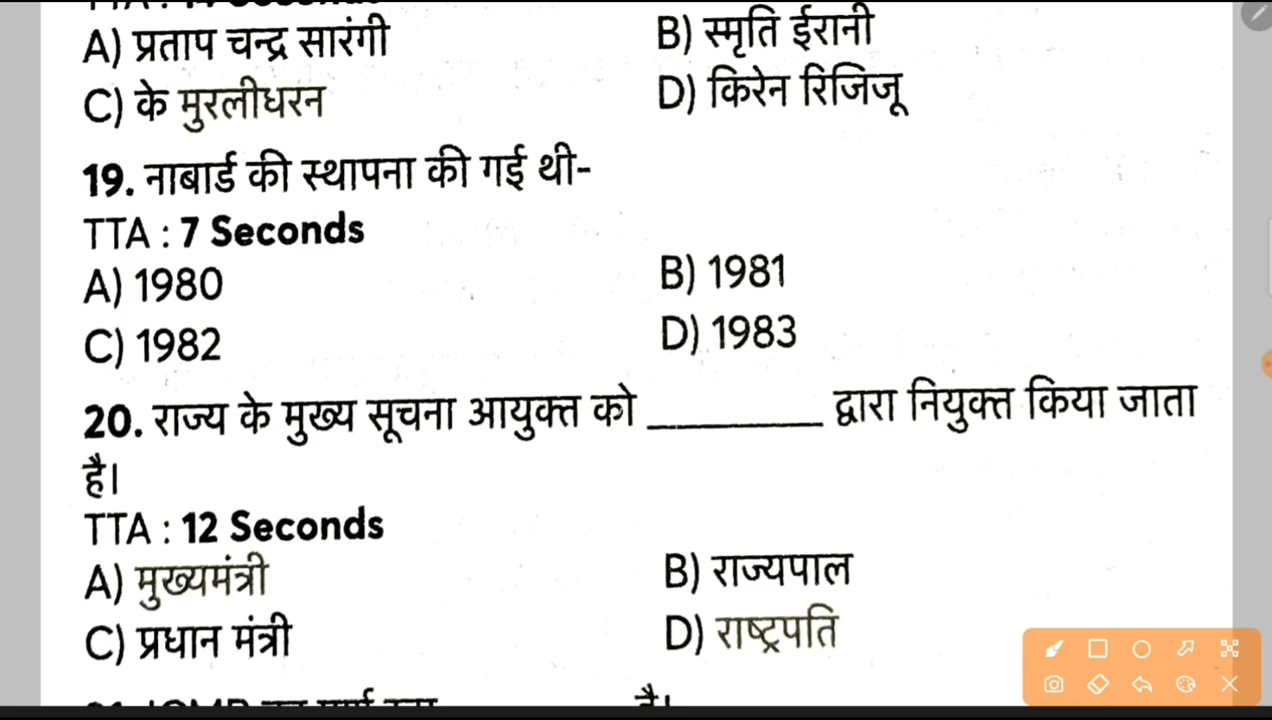 A) प्रताप चन्द्र सारंगी
B) स्मृति ईरानी
C) के मुरलीधरन
D) किरेन रिजिजू
19. नाबार्ड की स्थापना की गई थी-
TTA : 7 Seconds
A) 1980
B) 1981
C) 1982
D) 1983
20. राज्य के मुख्य सूचना आयुक्त को ________ द्वारा नियुक्त किया जाता
है।
TTA : 12 Seconds
A) मुख्यमंत्री
B) राज्यपाल
C) प्रधान मंत्री
D) राष्ट्रपति